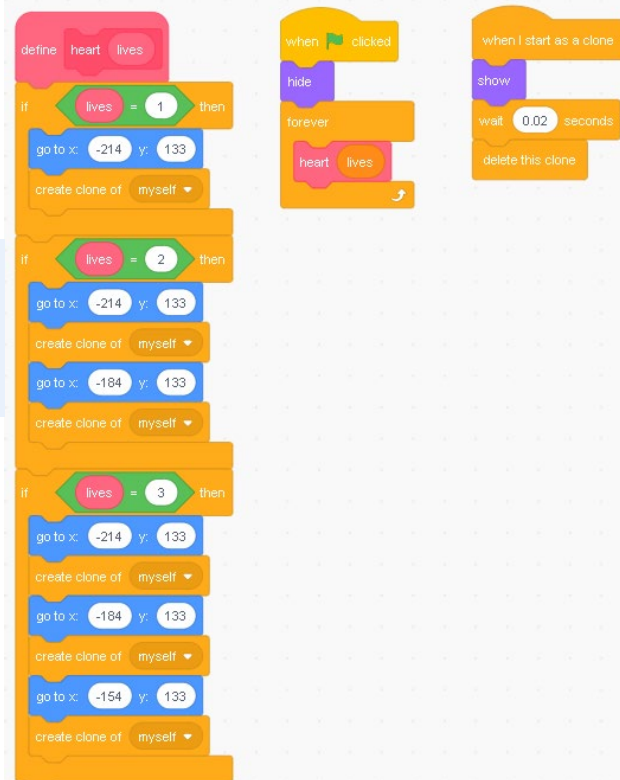 define heart lives
if lives = 1 then
go to x: -214 y: 133
create clone of myself
if lives = 2 then
go to x: -214 y: 133
create clone of myself
go to x: -184 y: 133
create clone of myself
if lives = 3 then
go to x: -214 y: 133
create clone of myself
go to x: -184 y: 133
create clone of myself
go to x: -154 y: 133
create clone of myself
when clicked
hide
forever
heart lives
when I start as a clone
show
wait 0.02 seconds
delete this clone